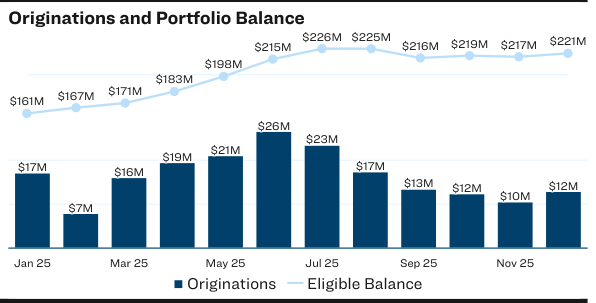 Originations and Portfolio Balance
$161M $167M $171M $183M $198M $215M $226M $225M $216M $219M $217M $221M
$17M $7M $16M $19M $21M $26M $23M $17M $13M $12M $10M $12M
Jan 25 Mar 25 May 25 Jul 25 Sep 25 Nov 25
Originations Eligible Balance